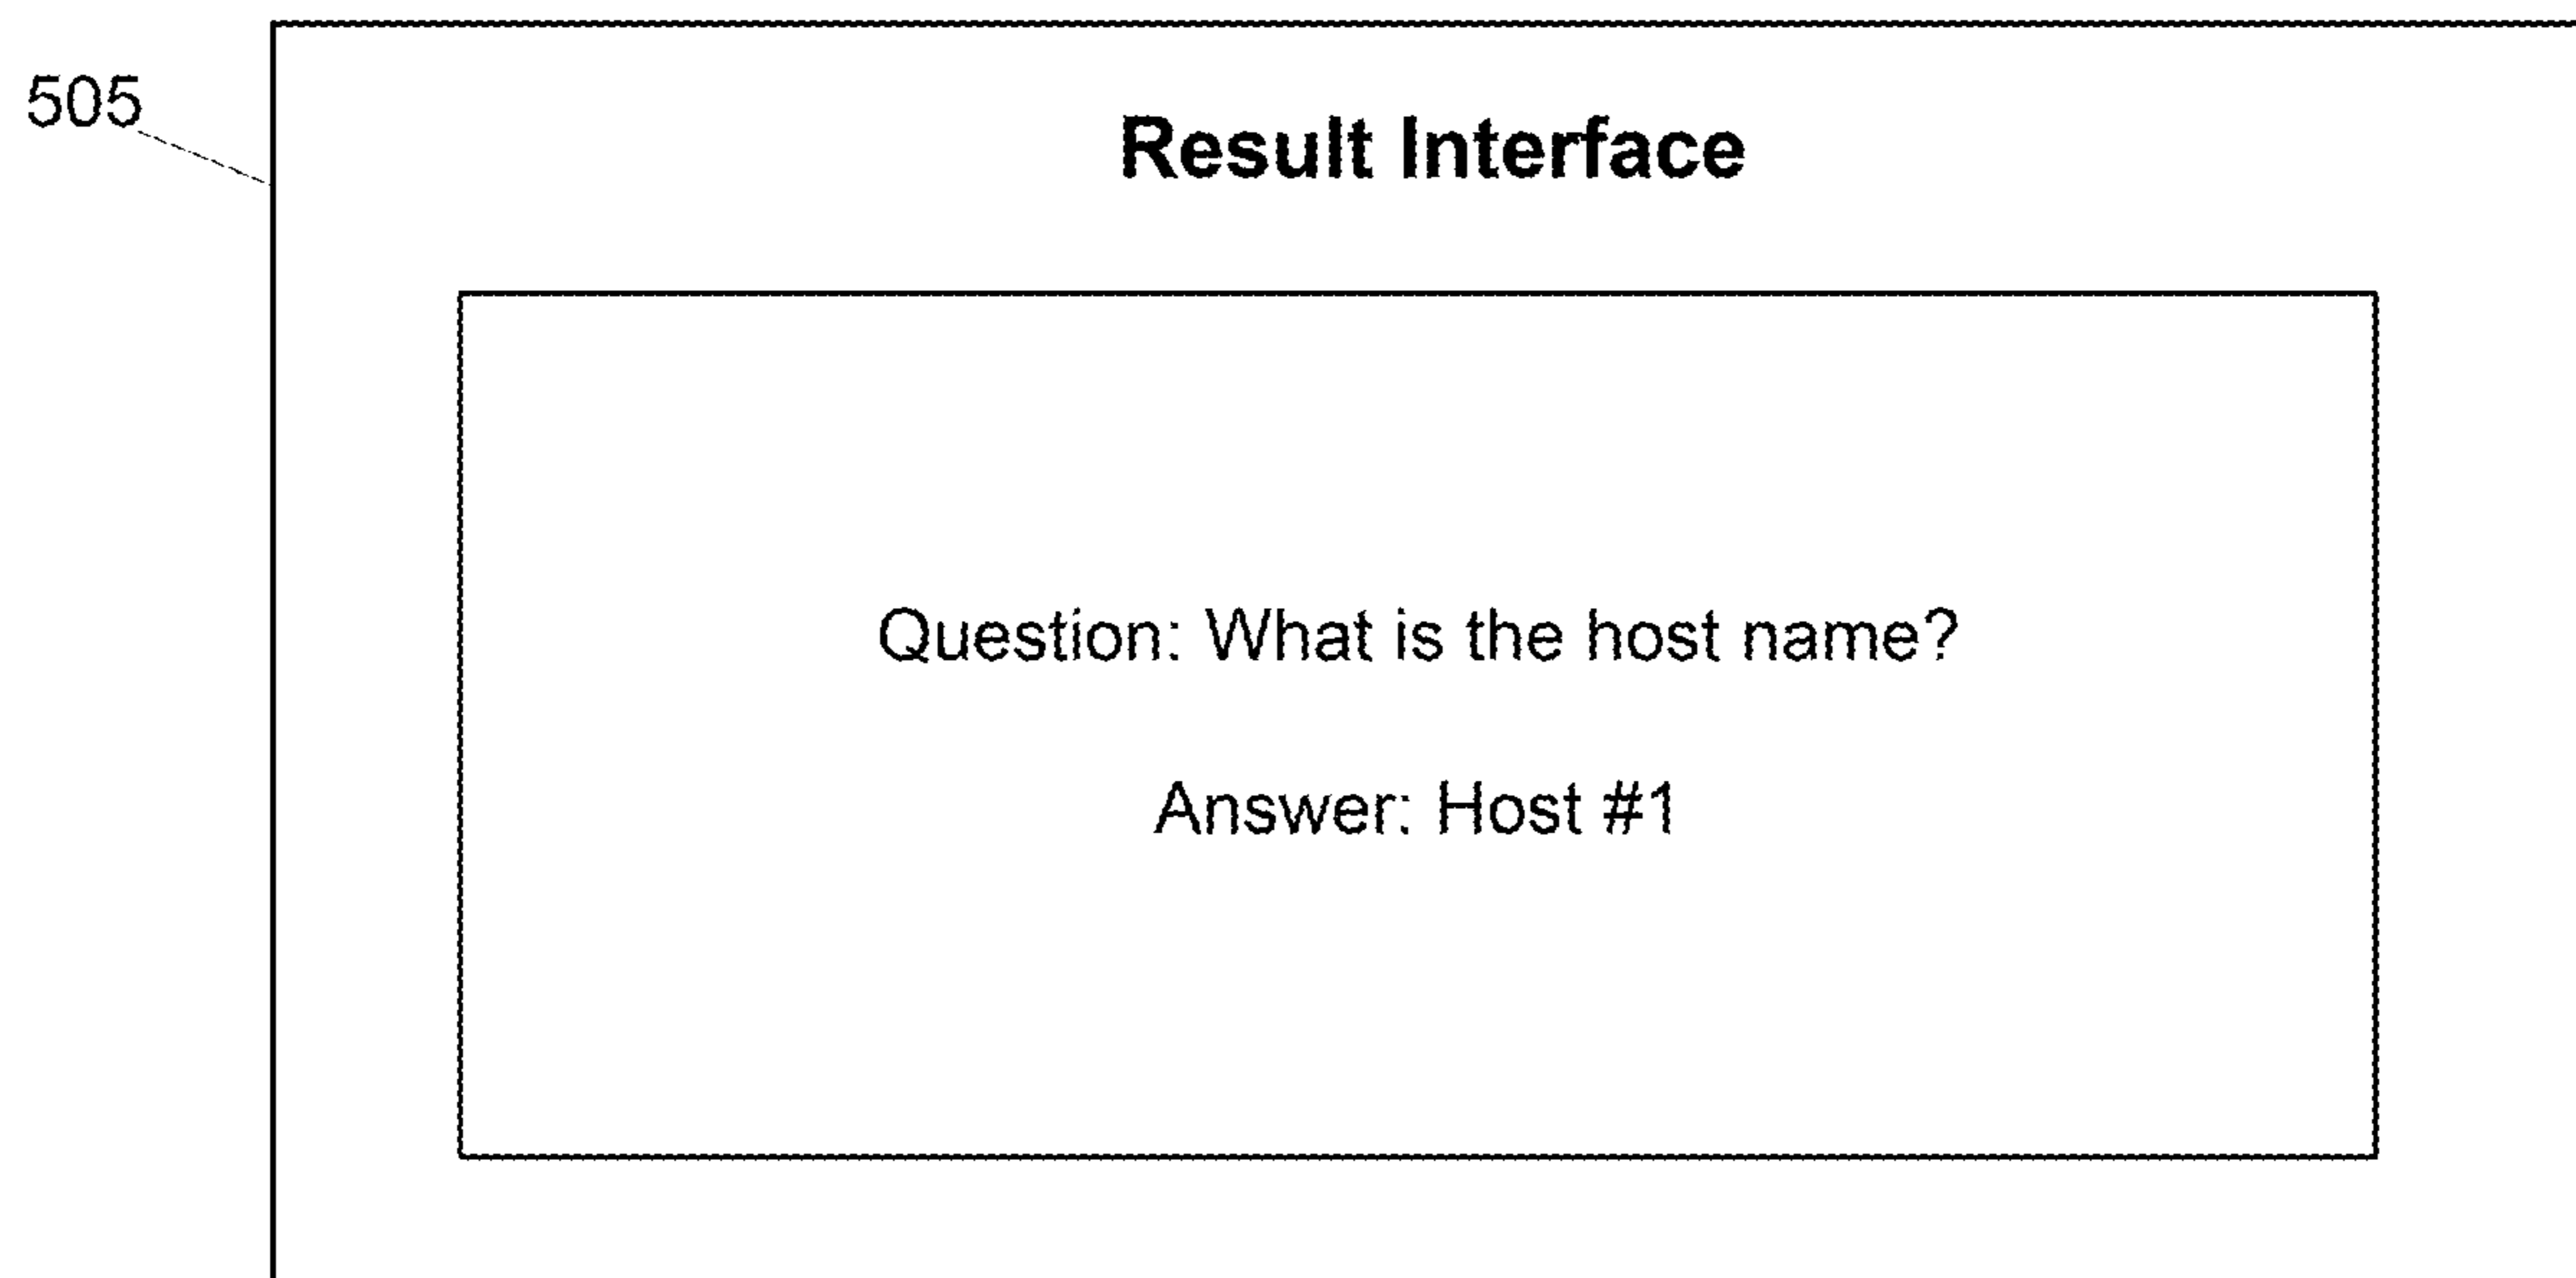 505
Result Interface
Question: What is the host name?
Answer: Host #1